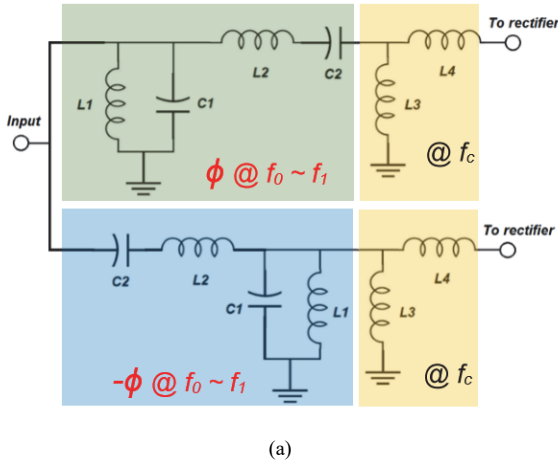 To rectifier
L2
C2
L4
L1
C1
L3
Input
ϕ @ f0 ~ f1
@ fc
To rectifier
C2
L2
L4
C1
L1
L3
-ϕ @ f0 ~ f1
@ fc
(a)